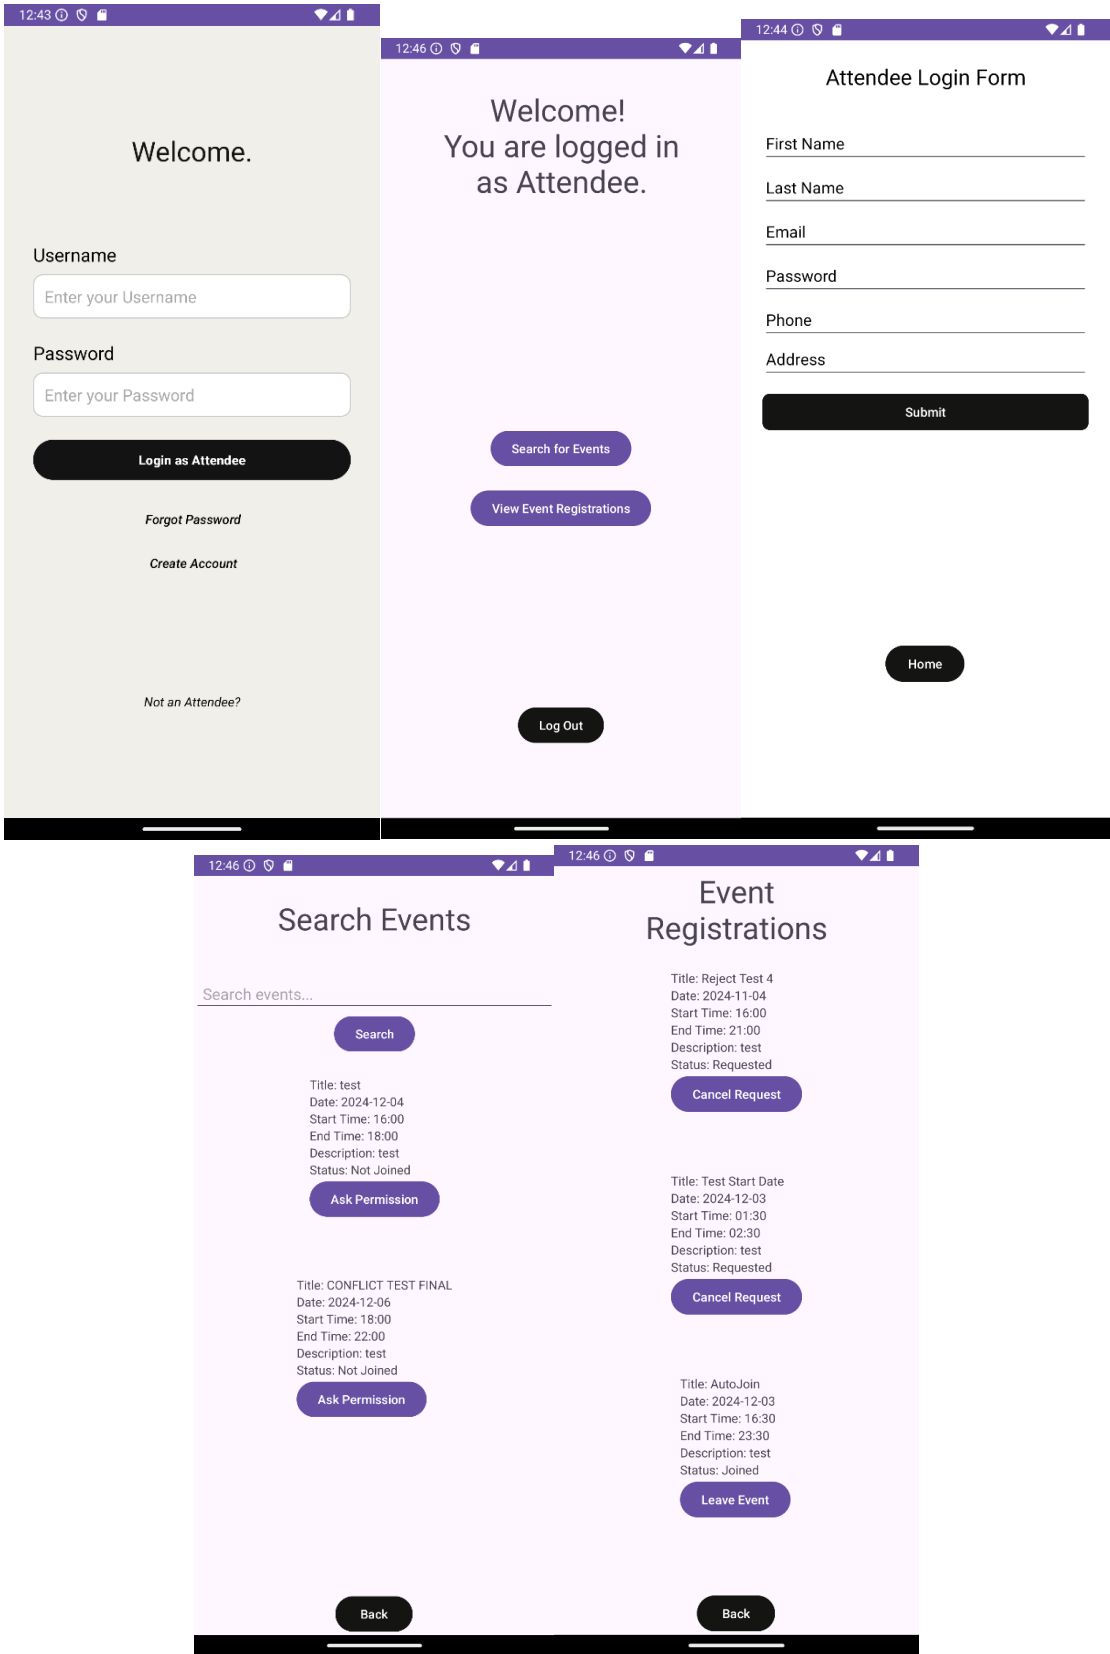 12:43
Welcome.
Username
Enter your Username
Password
Enter your Password
Login as Attendee
Forgot Password
Create Account
Not an Attendee?
12:46
Welcome!
You are logged in
as Attendee.
Search for Events
View Event Registrations
Log Out
12:44
Attendee Login Form
First Name
Last Name
Email
Password
Phone
Address
Submit
Home
12:46
Search Events
Search events...
Search
Title: test
Date: 2024-12-04
Start Time: 16:00
End Time: 18:00
Description: test
Status: Not Joined
Ask Permission
Title: CONFLICT TEST FINAL
Date: 2024-12-06
Start Time: 18:00
End Time: 22:00
Description: test
Status: Not Joined
Ask Permission
Back
12:46
Event
Registrations
Title: Reject Test 4
Date: 2024-11-04
Start Time: 16:00
End Time: 21:00
Description: test
Status: Requested
Cancel Request
Title: Test Start Date
Date: 2024-12-03
Start Time: 01:30
End Time: 02:30
Description: test
Status: Requested
Cancel Request
Title: AutoJoin
Date: 2024-12-03
Start Time: 16:30
End Time: 23:30
Description: test
Status: Joined
Leave Event
Back